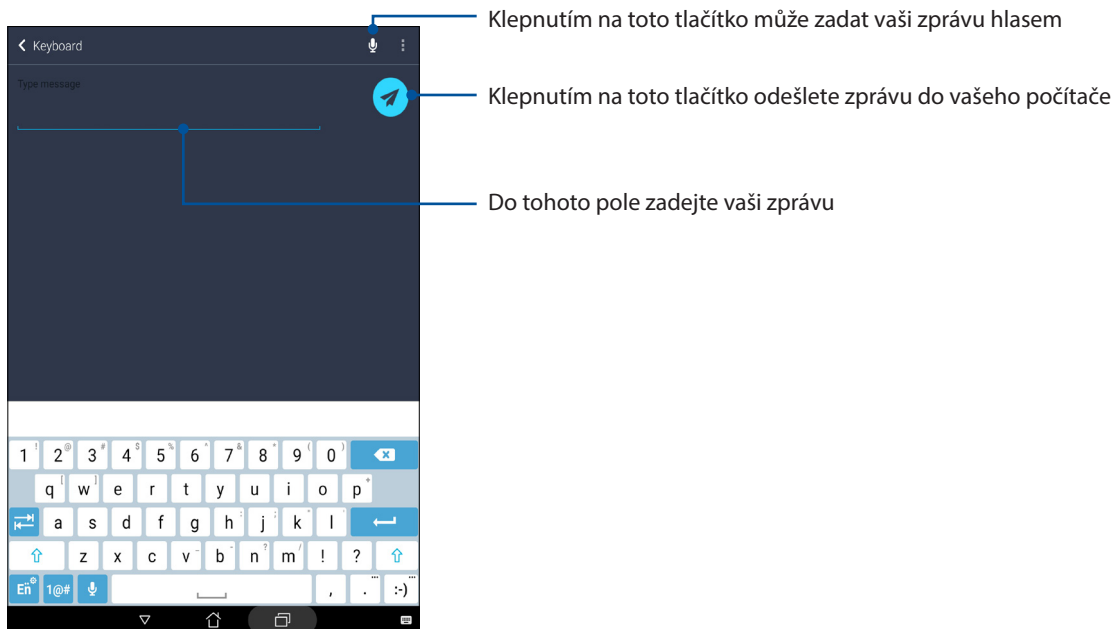 Klepnutím na toto tlačítko může zadat vaši zprávu hlasem
Keyboard
Type message
Klepnutím na toto tlačítko odešlete zprávu do vašeho počítače
Do tohoto pole zadejte vaši zprávu
1 ! 2 @ 3 # 4 $ 5 % 6 ^ 7 & 8 * 9 ( 0 )
q [ w ] e r t y u i o p +
a s d f g h : j ; k " l '
z x c v - b - n ? m / ! ?
En 1@# , . ... :-) ...